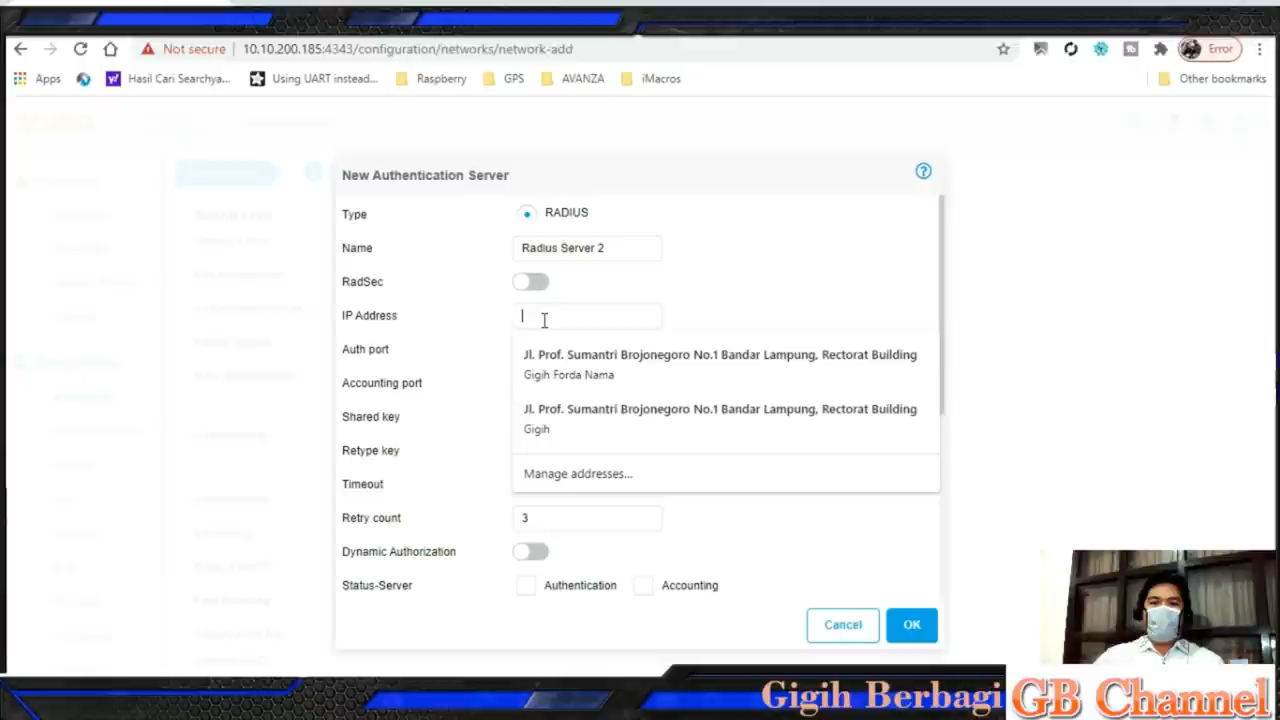 Not secure | 10.10.200.185:4343/configuration/networks/network-add
Error
Apps
Hasil Cari Searchya...
Using UART instead...
Raspberry
GPS
AVANZA
iMacros
Other bookmarks
New Authentication Server
Type
RADIUS
Name
Radius Server 2
RadSec
IP Address
Auth port
Jl. Prof. Sumantri Brojonegoro No.1 Bandar Lampung, Rectorat Building
Gigih Forda Nama
Accounting port
Shared key
Jl. Prof. Sumantri Brojonegoro No.1 Bandar Lampung, Rectorat Building
Gigih
Retype key
Manage addresses...
Timeout
Retry count
3
Dynamic Authorization
Status-Server
Authentication
Accounting
Cancel
OK
Gigih Berbagi GB Channel